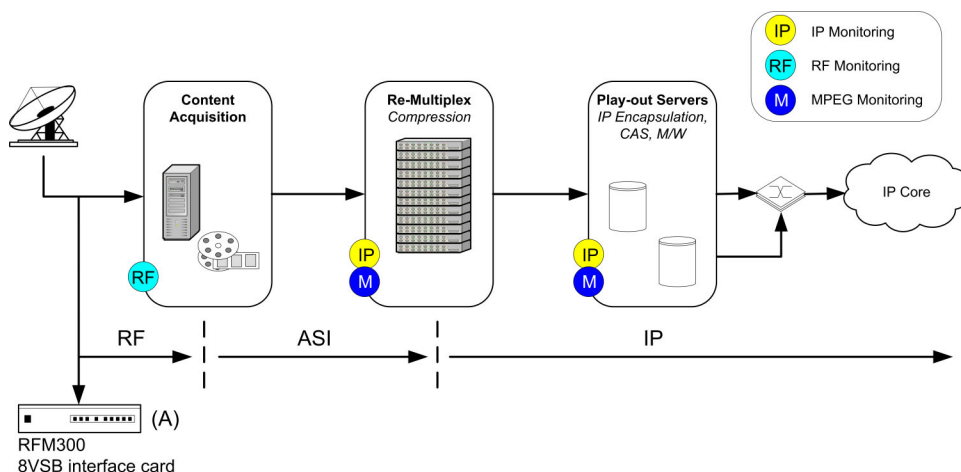 IP IP Monitoring
RF RF Monitoring
M MPEG Monitoring
Content
Acquisition
RF
Re-Multiplex
Compression
IP
M
Play-out Servers
IP Encapsulation,
CAS, M/W
IP
M
IP Core
RF
ASI
IP
(A)
RFM300
8VSB interface card